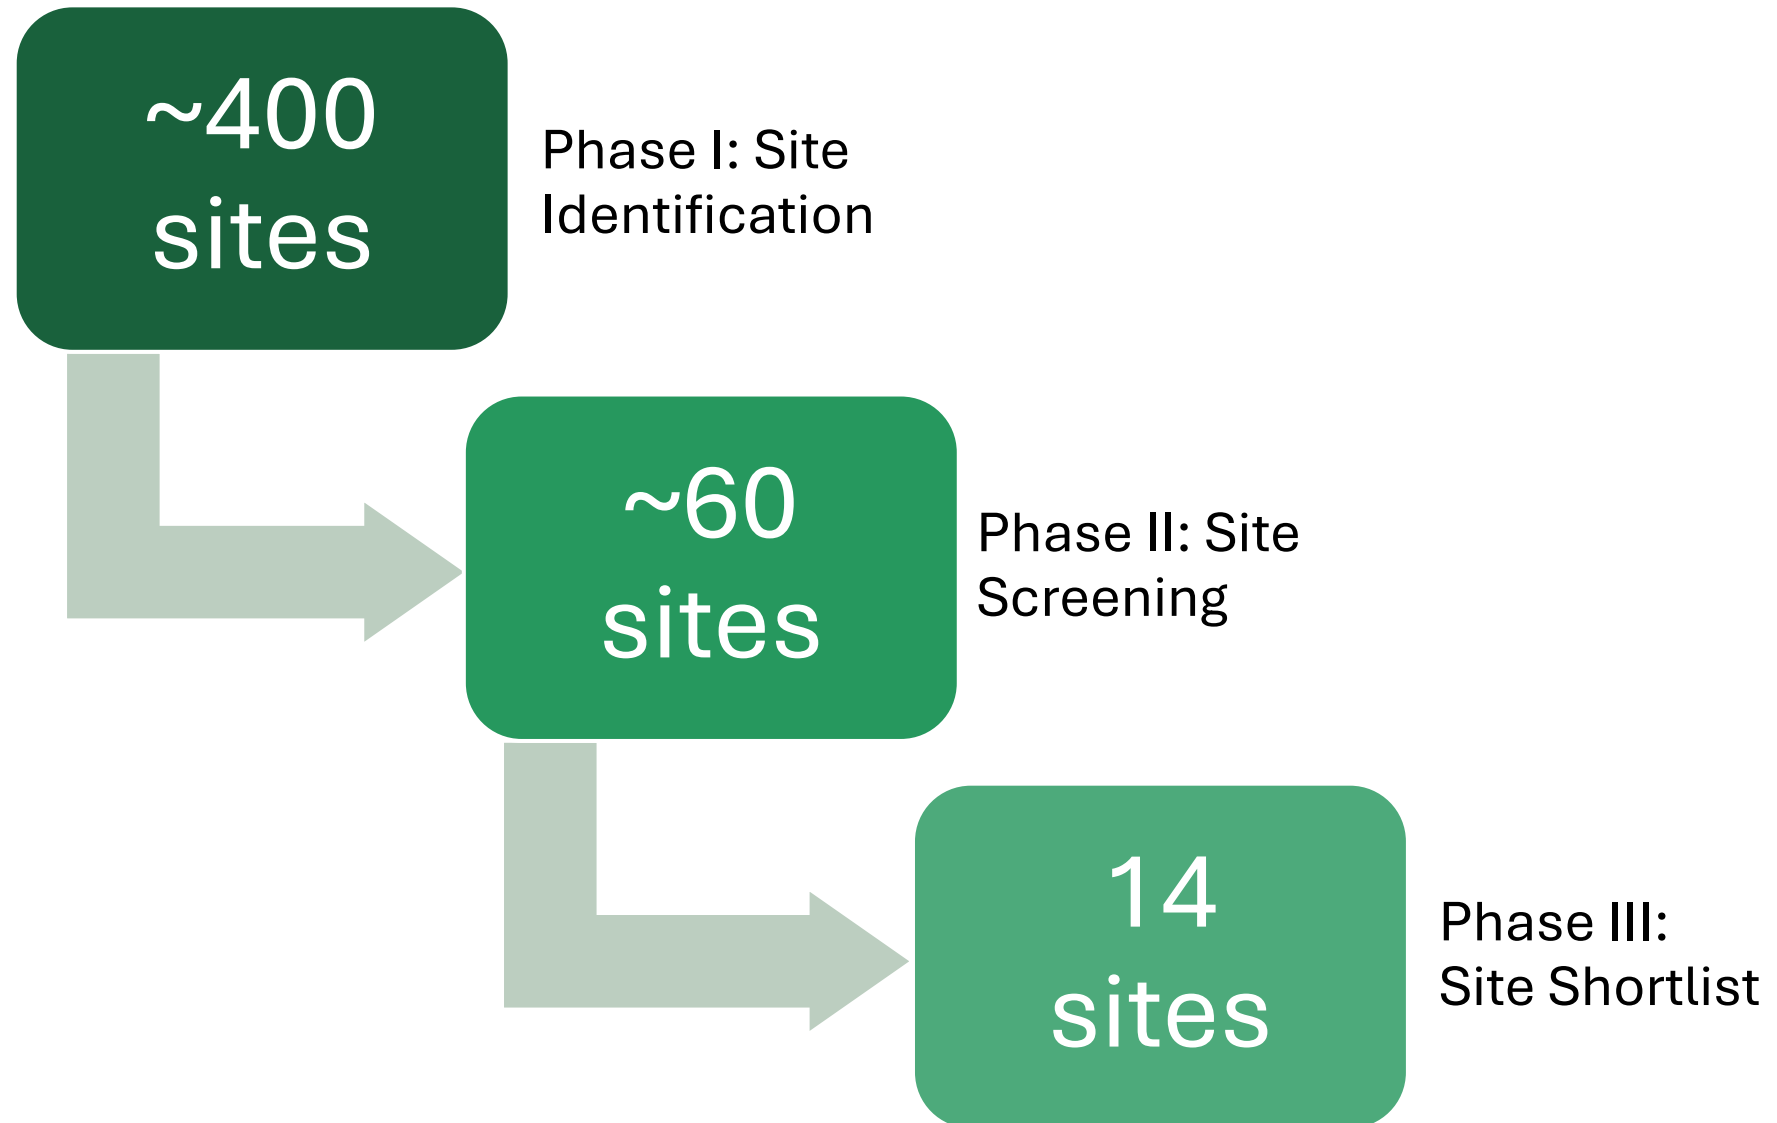 ~400
sites
Phase I: Site
Identification
~60
sites
Phase II: Site
Screening
14
sites
Phase III:
Site Shortlist